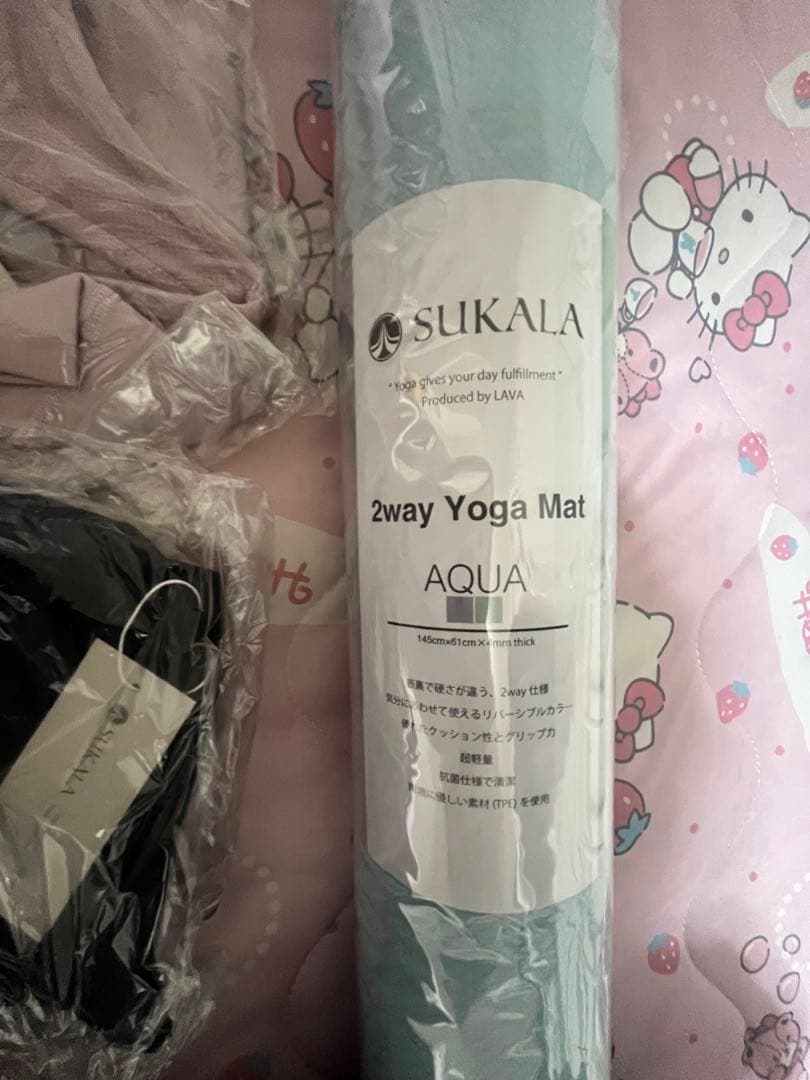 SUKALA
"Yoga gives your day fulfillment"
Produced by LAVA
2way Yoga Mat
AQUA
145cm×61cm×4mm thick
表裏で硬さが違う、2way仕様
気分にあわせて使えるリバーシブルカラー
優れたクッション性とグリップ力
超軽量
抗菌仕様で清潔
に優しい素材(TPE)を使用
SUKALA